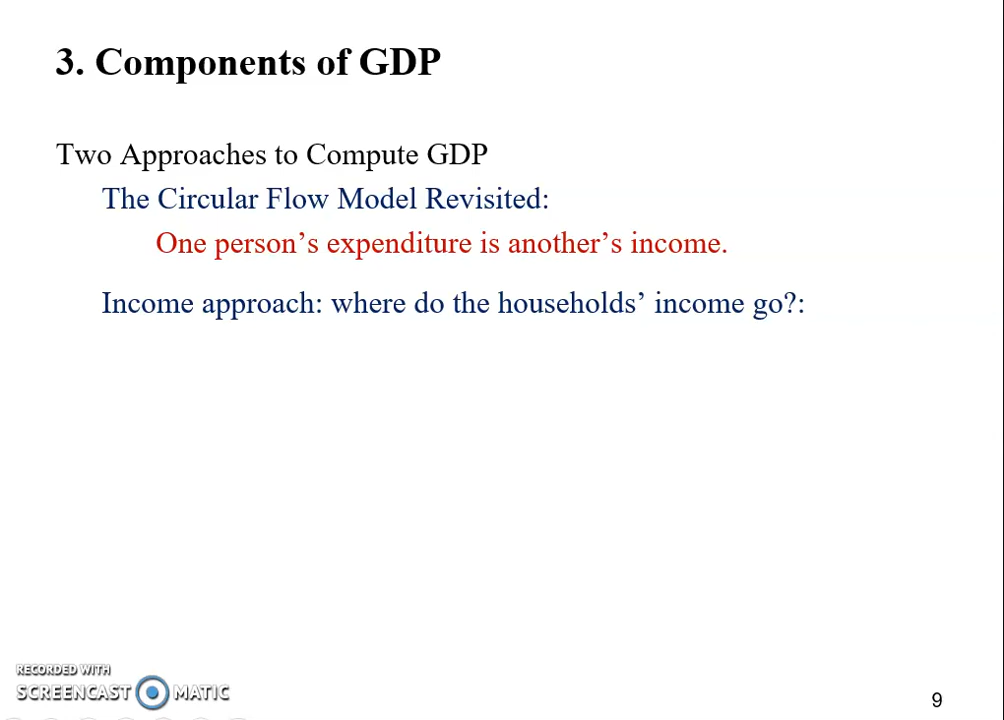 3. Components of GDP
Two Approaches to Compute GDP
The Circular Flow Model Revisited:
One person’s expenditure is another’s income.
Income approach: where do the households’ income go?:
RECORDED WITH
SCREENCAST MATIC
9